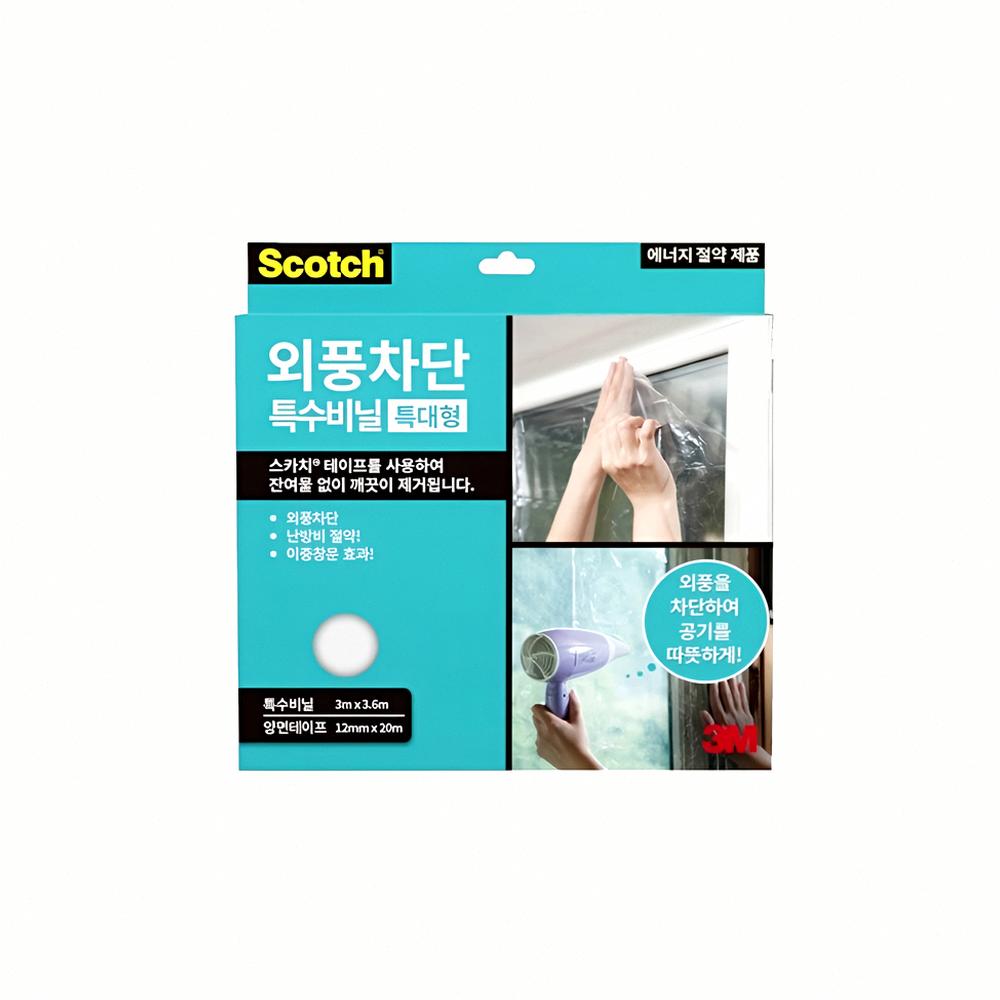 Scotch
에너지 절약 제품
외풍차단
특수비닐 특대형
스카치® 테이프를 사용하여
잔여물 없이 깨끗이 제거됩니다.
• 외풍차단
• 난방비 절약!
• 이중창문 효과!
외풍을
차단하여
공기를
따뜻하게!
특수비닐 3m x 3.6m
양면테이프 12mm x 20m
3M